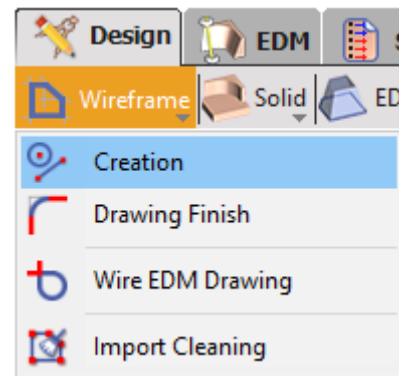 Design EDM
Wireframe Solid
Creation
Drawing Finish
Wire EDM Drawing
Import Cleaning